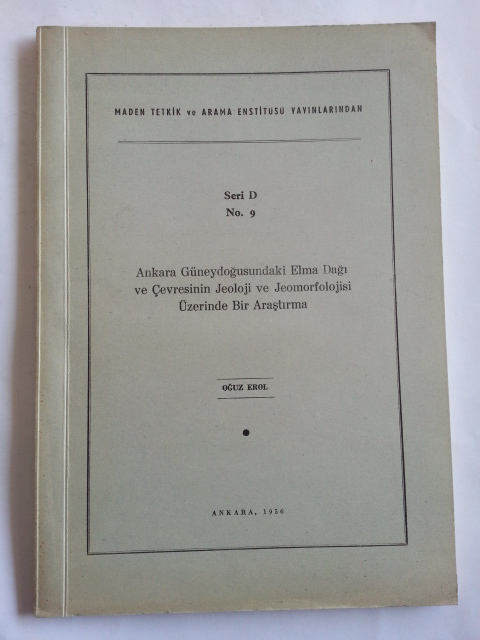 MADEN TETKİK ve ARAMA ENSTİTÜSÜ YAYINLARINDAN
Seri D
No. 9
Ankara Güneydoğusundaki Elma Dağı
ve Çevresinin Jeoloji ve Jeomorfolojisi
Üzerinde Bir Araştırma
OĞUZ EROL
ANKARA, 1956